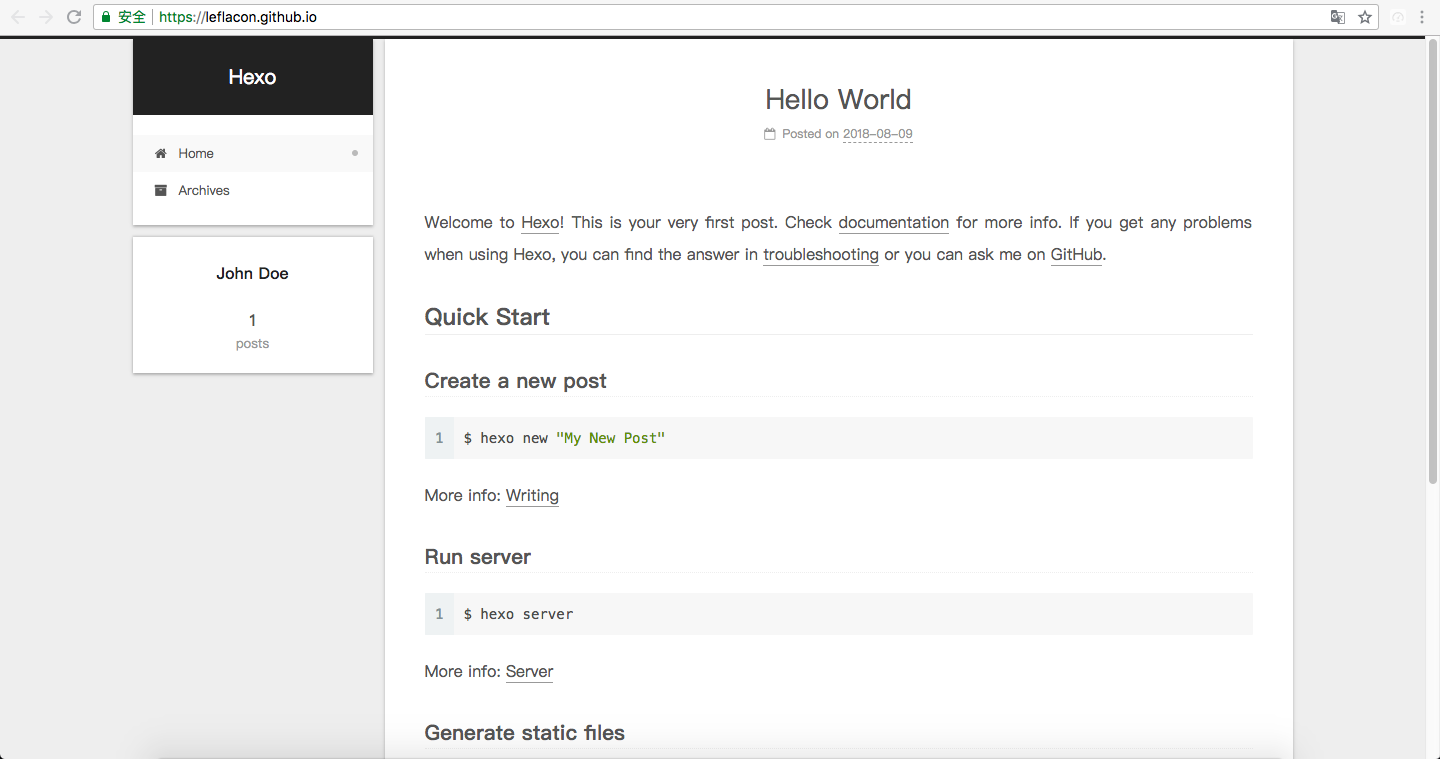 安全 https://leflacon.github.io
Hexo
Home
Archives
John Doe
1
posts
Hello World
Posted on 2018-08-09
Welcome to Hexo! This is your very first post. Check documentation for more info. If you get any problems
when using Hexo, you can find the answer in troubleshooting or you can ask me on GitHub.
Quick Start
Create a new post
1 $ hexo new "My New Post"
More info: Writing
Run server
1 $ hexo server
More info: Server
Generate static files